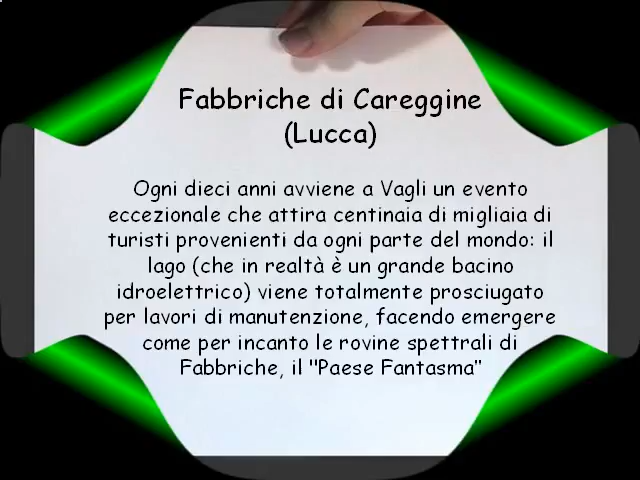 Fabbriche di Careggine
(Lucca)
Ogni dieci anni avviene a Vagli un evento
eccezionale che attira centinaia di migliaia di
turisti provenienti da ogni parte del mondo: il
lago (che in realtà è un grande bacino
idroelettrico) viene totalmente prosciugato
per lavori di manutenzione, facendo emergere
come per incanto le rovine spettrali di
Fabbriche, il "Paese Fantasma"